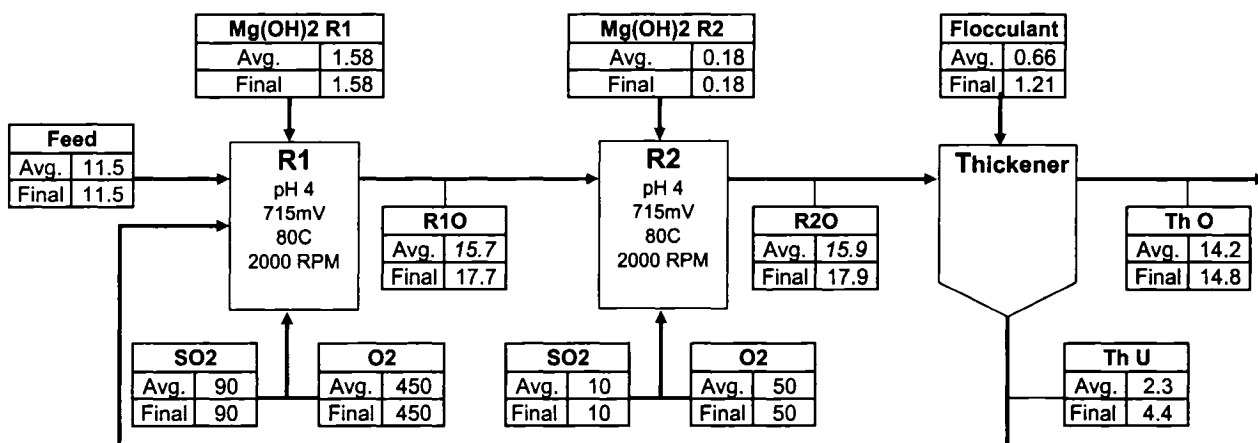 Mg(OH)2 R1
Avg. 1.58
Final 1.58
Mg(OH)2 R2
Avg. 0.18
Final 0.18
Flocculant
Avg. 0.66
Final 1.21
Feed
Avg. 11.5
Final 11.5
R1
pH 4
715mV
80C
2000 RPM
R1O
Avg. 15.7
Final 17.7
R2
pH 4
715mV
80C
2000 RPM
R2O
Avg. 15.9
Final 17.9
Thickener
Th O
Avg. 14.2
Final 14.8
SO2
Avg. 90
Final 90
O2
Avg. 450
Final 450
SO2
Avg. 10
Final 10
O2
Avg. 50
Final 50
Th U
Avg. 2.3
Final 4.4